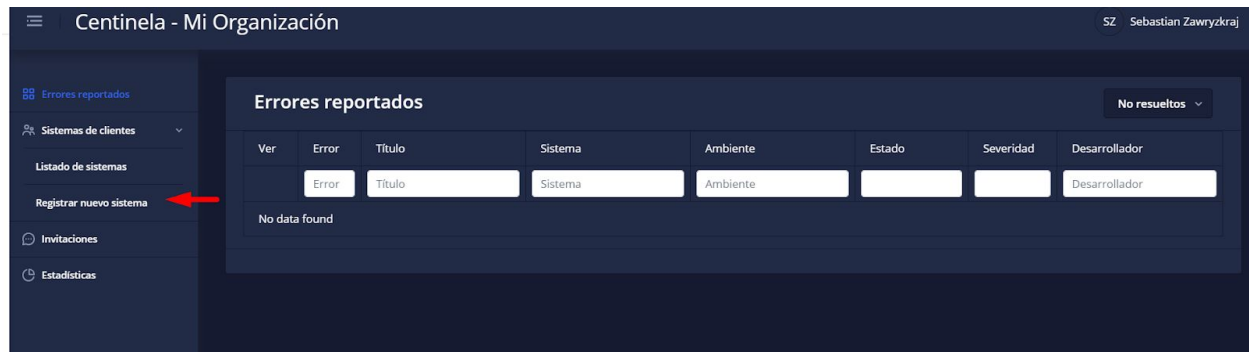 Centinela - Mi Organización
SZ Sebastian Zawryzkraj
Errores reportados
Sistemas de clientes
Listado de sistemas
Registrar nuevo sistema
Invitaciones
Estadísticas
Errores reportados
No resueltos
Ver Error Título Sistema Ambiente Estado Severidad Desarrollador
Error Título Sistema Ambiente Desarrollador
No data found